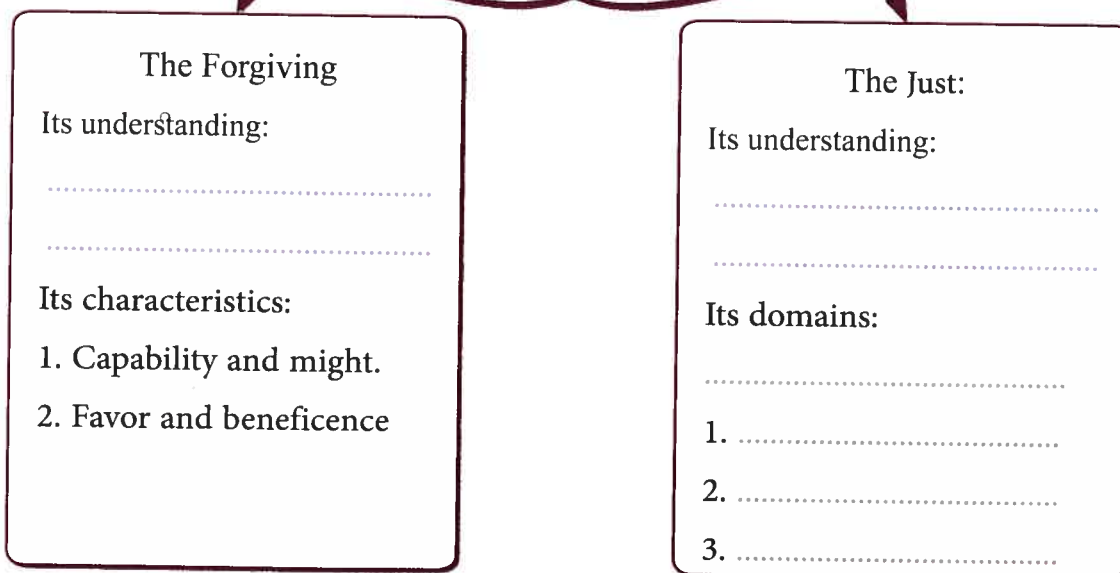 The Forgiving
Its understanding:
................................................
................................................
Its characteristics:
1. Capability and might.
2. Favor and beneficence
The Just:
Its understanding:
................................................
................................................
Its domains:
.............................................
1. ........................................
2. ........................................
3. ........................................